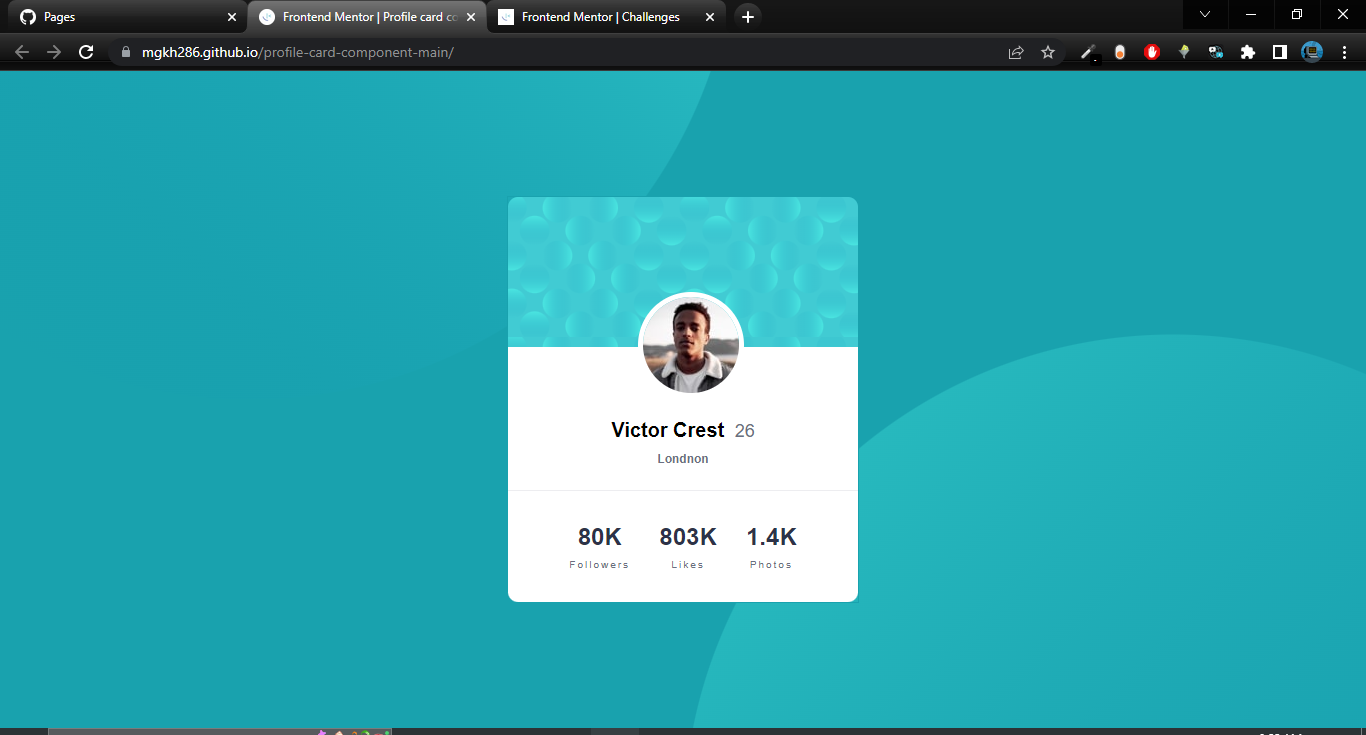 Pages
Frontend Mentor | Profile card co
Frontend Mentor | Challenges
mgkh286.github.io/profile-card-component-main/
Victor Crest 26
Londnon
80K 803K 1.4K
Followers Likes Photos